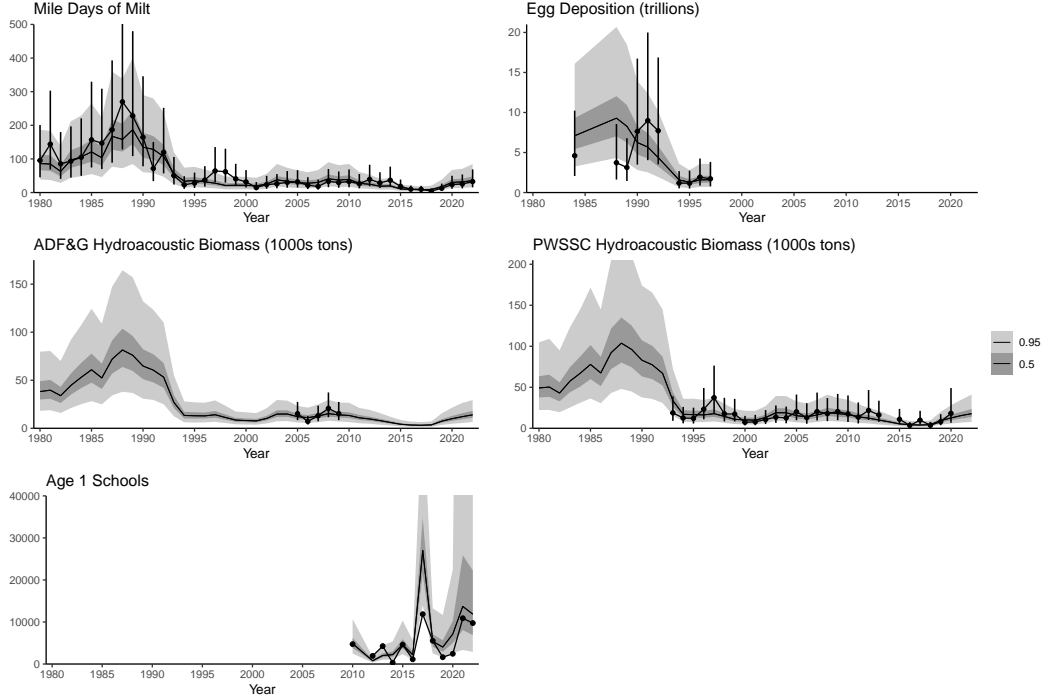 Mile Days of Milt
500
400
300
200
100
0
1980 1985 1990 1995 2000 2005 2010 2015 2020
Year
Egg Deposition (trillions)
20
15
10
5
0
1980 1985 1990 1995 2000 2005 2010 2015 2020
Year
ADF&G Hydroacoustic Biomass (1000s tons)
150
100
50
0
1980 1985 1990 1995 2000 2005 2010 2015 2020
Year
PWSSC Hydroacoustic Biomass (1000s tons)
200
150
100
50
0
1980 1985 1990 1995 2000 2005 2010 2015 2020
Year
0.95
0.5
Age 1 Schools
40000
30000
20000
10000
0
1980 1985 1990 1995 2000 2005 2010 2015 2020
Year